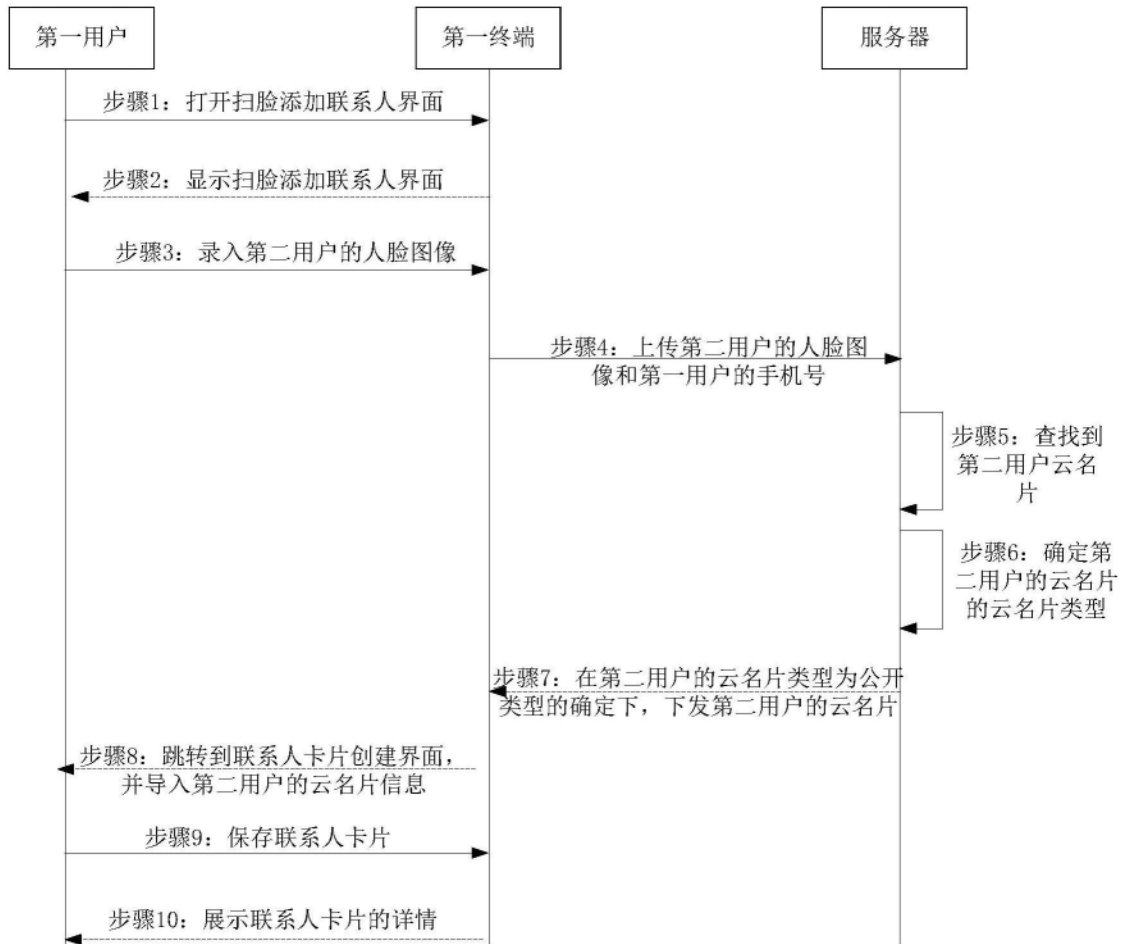 第一用户
第一终端
服务器
步骤1：打开扫脸添加联系人界面
步骤2：显示扫脸添加联系人界面
步骤3：录入第二用户的人脸图像
步骤4：上传第二用户的人脸图
像和第一用户的手机号
步骤5：查找到
第二用户云名
片
步骤6：确定第
二用户的云名片
的云名片类型
步骤7：在第二用户的云名片类型为公开
类型的确定下，下发第二用户的云名片
步骤8：跳转到联系人卡片创建界面，
并导入第二用户的云名片信息
步骤9：保存联系人卡片
步骤10：展示联系人卡片的详情